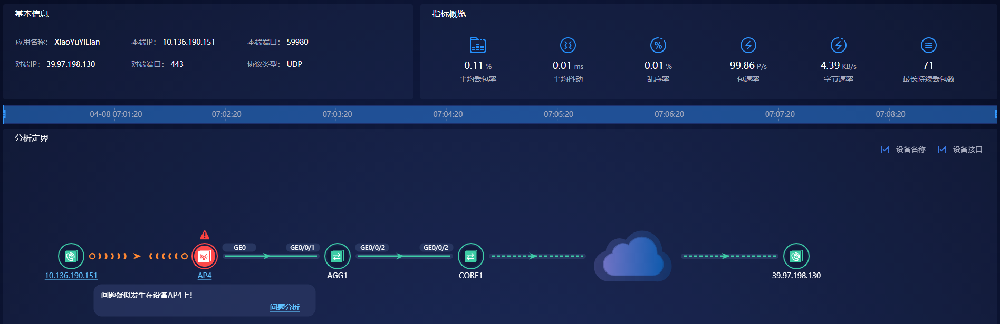 基本信息
应用名称： XiaoYuYiLian 本端IP： 10.136.190.151 本端端口： 59980
对端IP： 39.97.198.130 对端端口： 443 协议类型： UDP
指标概览
0.11 % 0.01 ms 0.01 % 99.86 P/s 4.39 KB/s 71
平均丢包率 平均抖动 乱序率 包速率 字节速率 最长持续丢包数
04-08 07:01:20 07:02:20 07:03:20 07:04:20 07:05:20 07:06:20 07:07:20 07:08:20
分析定界
设备名称 设备接口
GE0 GE0/0/1 GE0/0/2 GE0/0/2
10.136.190.151 AP4 AGG1 CORE1 39.97.198.130
问题疑似发生在设备AP4上！
问题分析